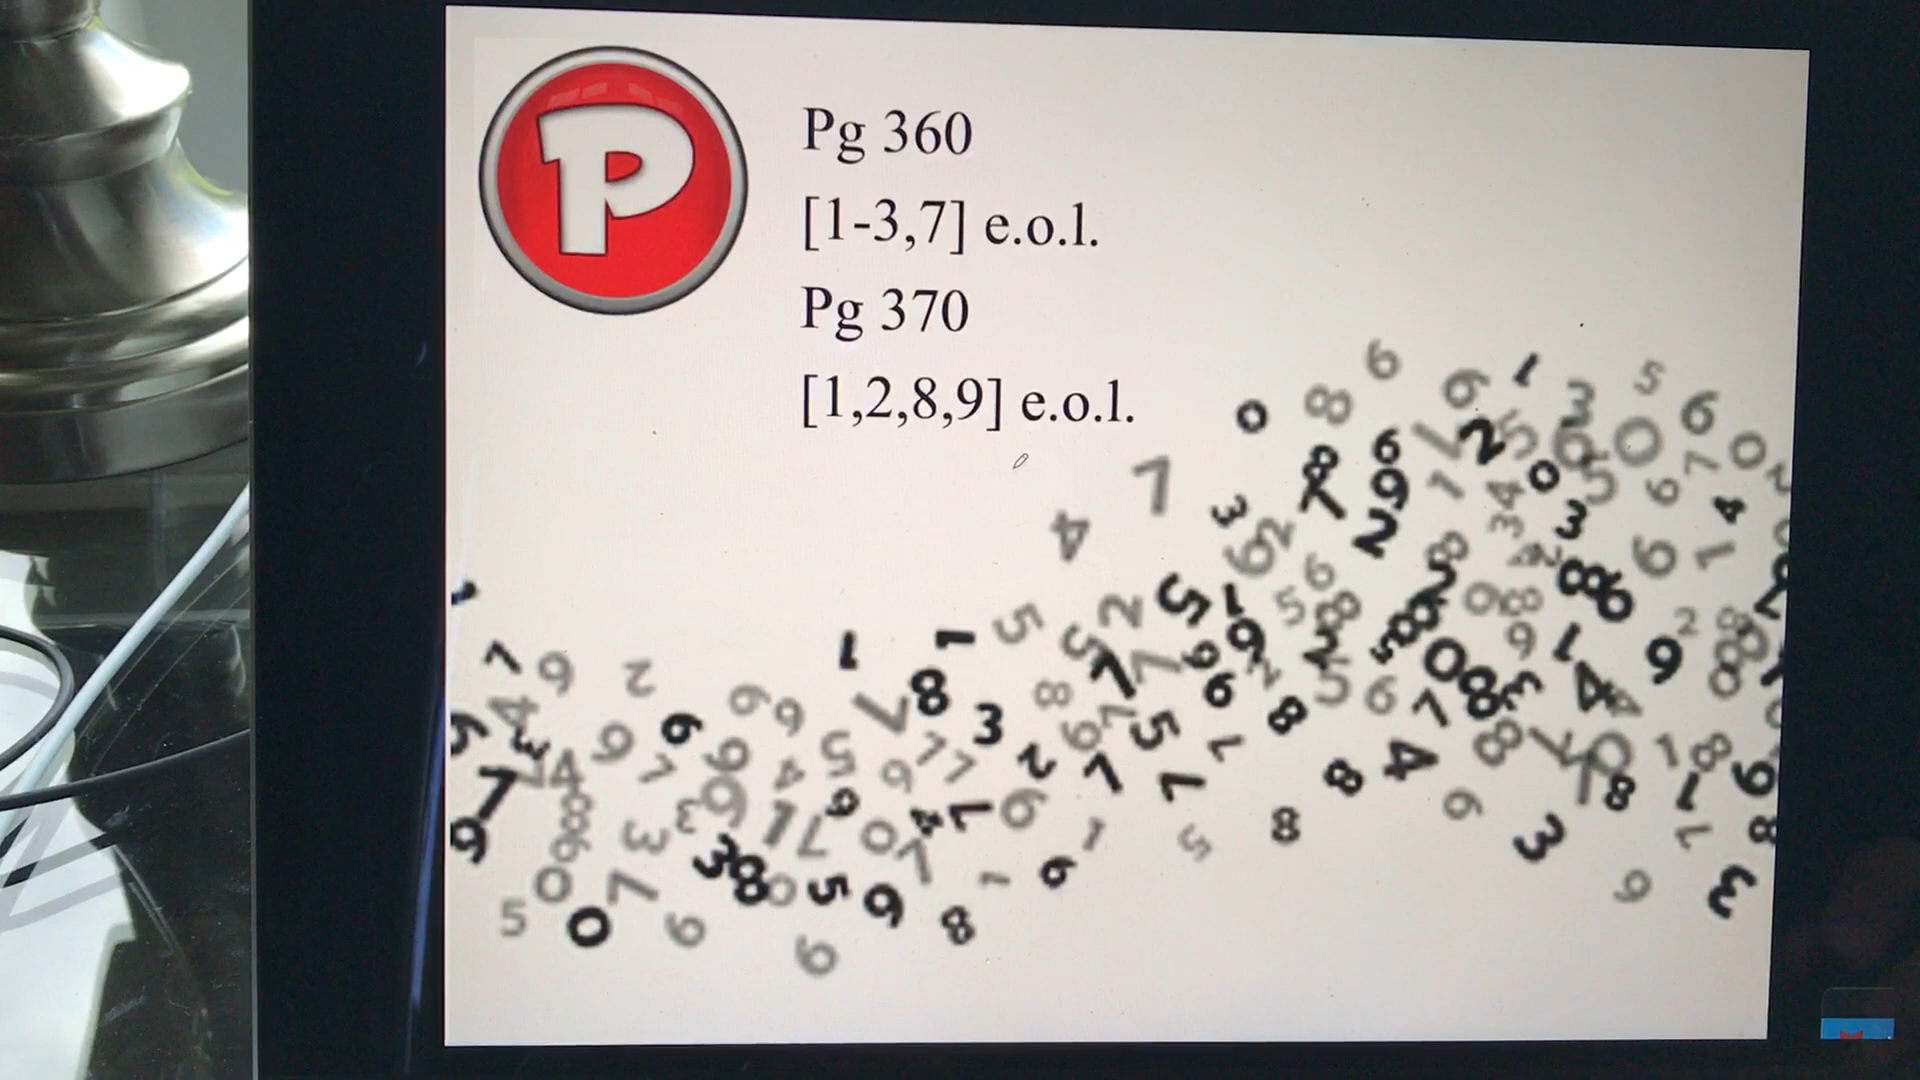 P
Pg 360
[1-3,7] e.o.l.
Pg 370
[1,2,8,9] e.o.l.